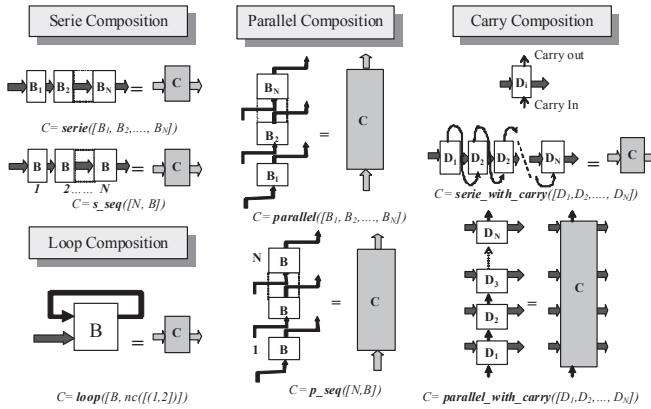 Serie Composition
B1 B2 BN = C
C= serie([B1, B2,...., BN])
B B B = C
1 2...... N
C= s_seq([N, B])
Loop Composition
B = C
C= loop([B, nc([(1,2])])
Parallel Composition
BN
B2
B1
= C
C= parallel([B1, B2,...., BN])
N B
B
1 B
= C
C= p_seq([N,B])
Carry Composition
Carry out
Di
Carry In
D1 D2 D2 DN = C
C= serie_with_carry([D1,D2,...., DN])
DN
D3
D2
D1
= C
C= parallel_with_carry([D1,D2,..., DN])